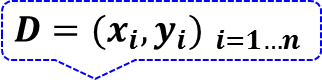 D = (xᵢ, yᵢ) ᵢ₌₁…ₙ